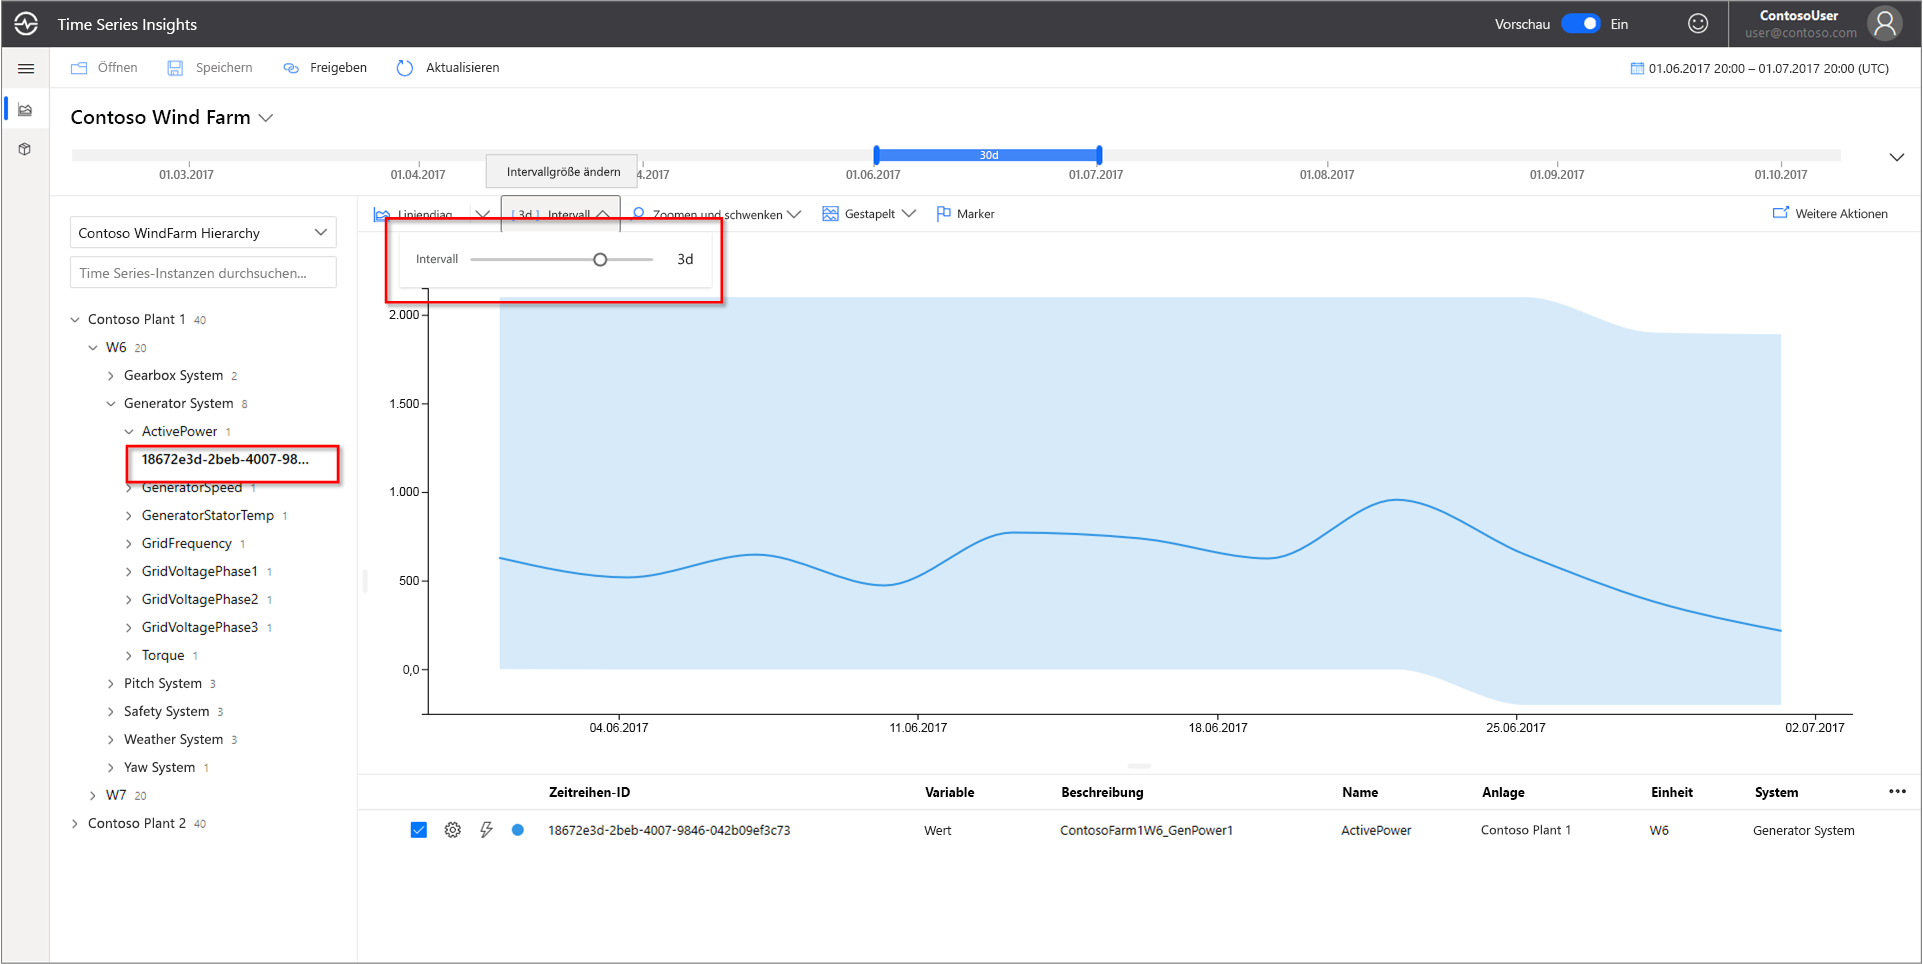 Time Series Insights
Vorschau Ein
ContosoUser
user@contoso.com
Öffnen Speichern Freigeben Aktualisieren
01.06.2017 20:00 – 01.07.2017 20:00 (UTC)
Contoso Wind Farm
30d
Intervallgröße ändern
01.03.2017 01.04.2017 4.2017 01.06.2017 01.07.2017 01.08.2017 01.09.2017 01.10.2017
Liniendiag. [ 3d ] Intervall Zoomen und schwenken Gestapelt Marker Weitere Aktionen
Intervall 3d
Contoso WindFarm Hierarchy
Time Series-Instanzen durchsuchen...
Contoso Plant 1 40
W6 20
Gearbox System 2
Generator System 8
ActivePower 1
18672e3d-2beb-4007-98...
GeneratorSpeed 1
GeneratorStatorTemp 1
GridFrequency 1
GridVoltagePhase1 1
GridVoltagePhase2 1
GridVoltagePhase3 1
Torque 1
Pitch System 3
Safety System 3
Weather System 3
Yaw System 1
W7 20
Contoso Plant 2 40
2.000
1.500
1.000
500
0,0
04.06.2017 11.06.2017 18.06.2017 25.06.2017 02.07.2017
Zeitreihen-ID Variable Beschreibung Name Anlage Einheit System
18672e3d-2beb-4007-9846-042b09ef3c73 Wert ContosoFarm1W6_GenPower1 ActivePower Contoso Plant 1 W6 Generator System